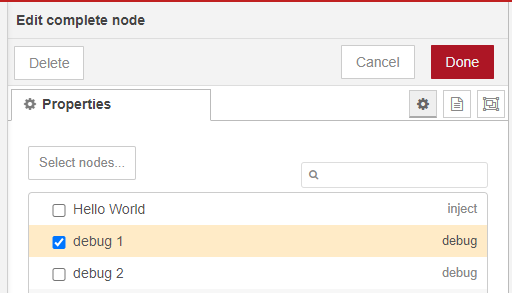 Edit complete node
Delete
Cancel
Done
Properties
Select nodes...
Hello World inject
debug 1 debug
debug 2 debug